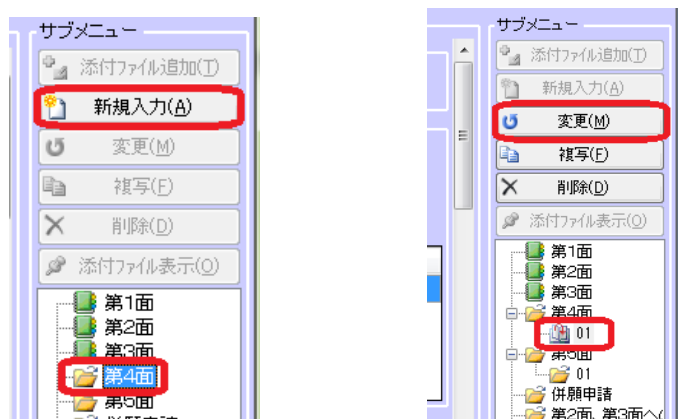 サブメニュー
添付ファイル追加(T)
新規入力(A)
変更(M)
複写(F)
削除(D)
添付ファイル表示(O)
第1面
第2面
第3面
第4面
第5面
サブメニュー
添付ファイル追加(T)
新規入力(A)
変更(M)
複写(F)
削除(D)
添付ファイル表示(O)
第1面
第2面
第3面
第4面
01
第5面
01
併願申請
第2面、第3面へ(